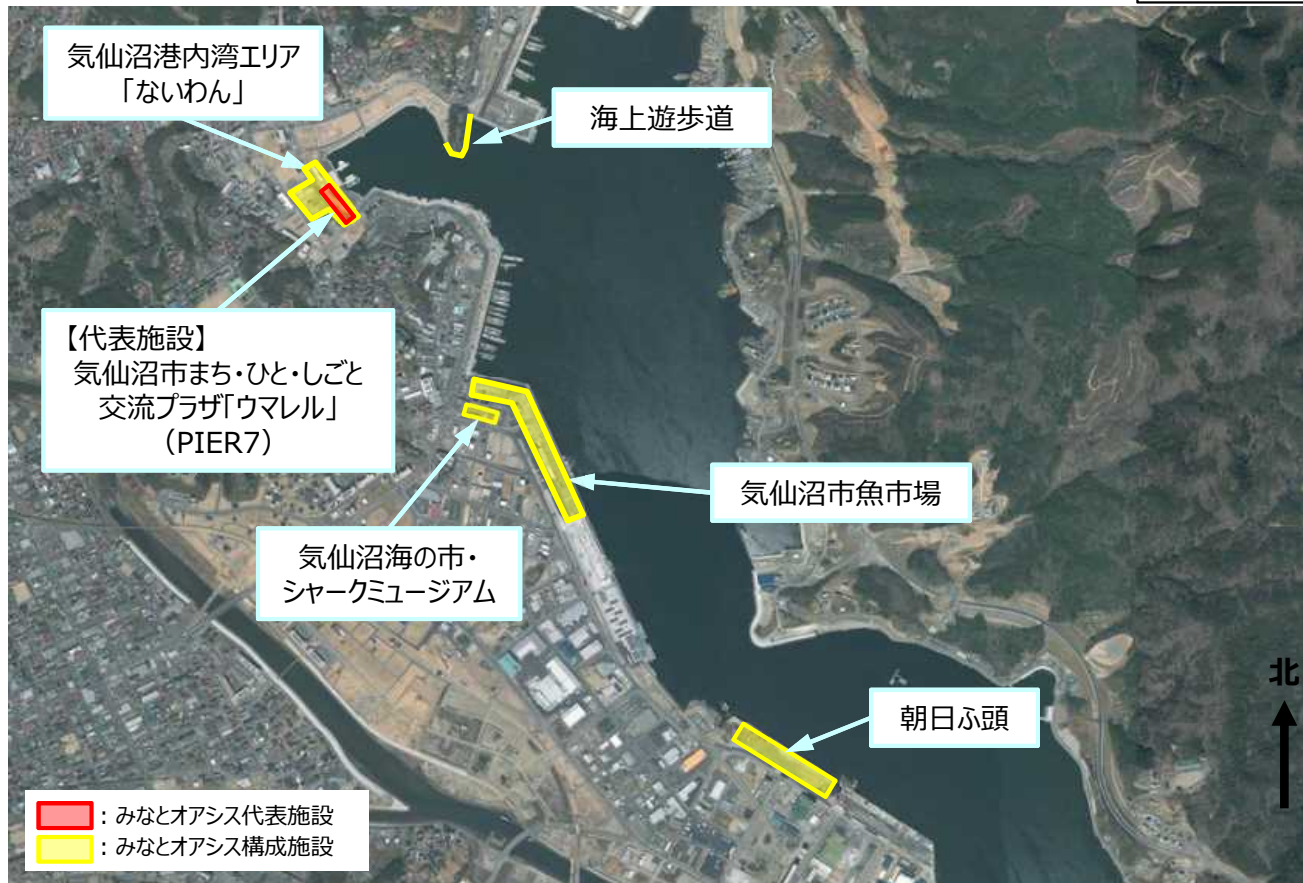 気仙沼港内湾エリア
「ないわん」
海上遊歩道
【代表施設】
気仙沼市まち・ひと・しごと
交流プラザ「ウマレル」
（PIER7）
気仙沼市魚市場
気仙沼海の市・
シャークミュージアム
朝日ふ頭
北
：みなとオアシス代表施設
：みなとオアシス構成施設